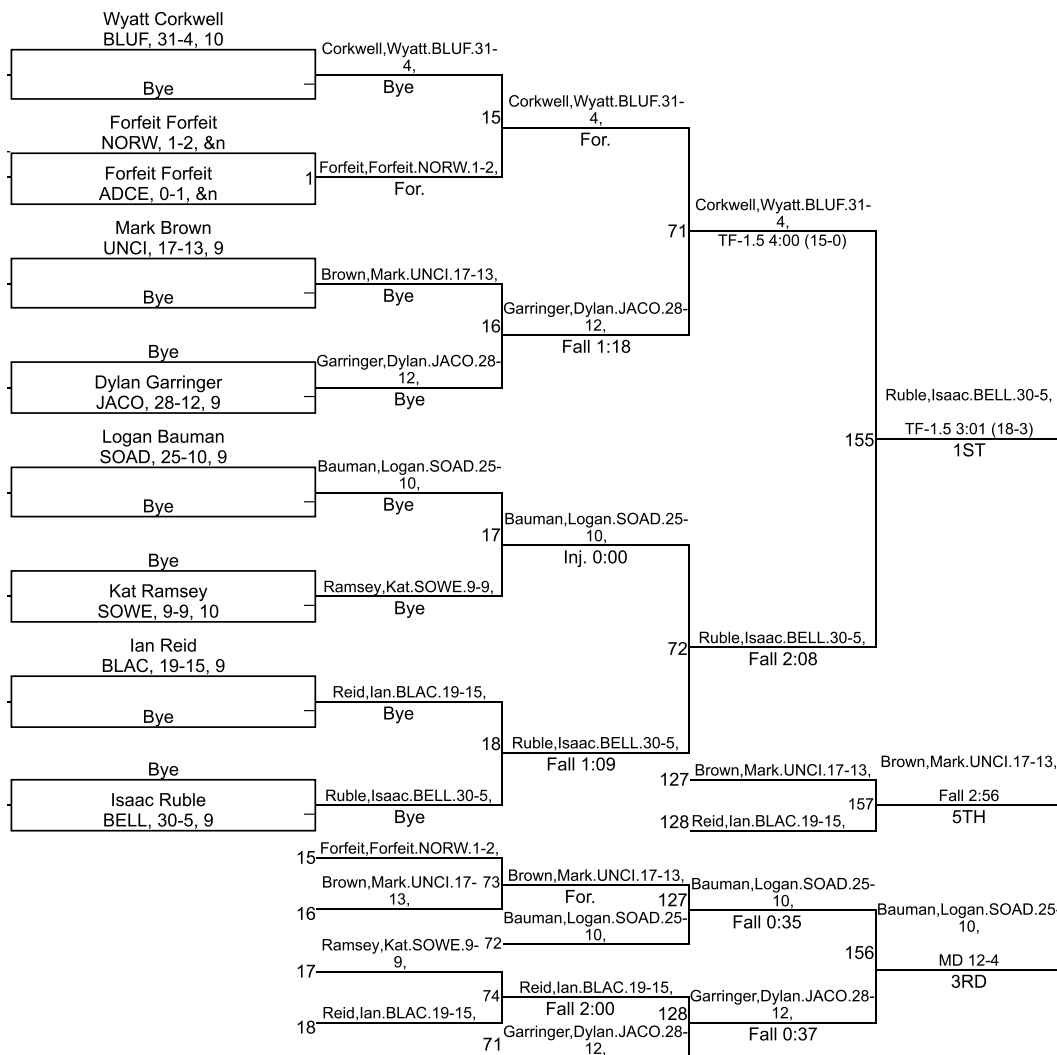 Wyatt Corkwell
BLUF, 31-4, 10
Bye
Forfeit Forfeit
NORW, 1-2, &n
Forfeit Forfeit
ADCE, 0-1, &n
1
Mark Brown
UNCI, 17-13, 9
Bye
Bye
Dylan Garringer
JACO, 28-12, 9
Logan Bauman
SOAD, 25-10, 9
Bye
Bye
Kat Ramsey
SOWE, 9-9, 10
Ian Reid
BLAC, 19-15, 9
Bye
Bye
Isaac Ruble
BELL, 30-5, 9
Corkwell,Wyatt.BLUF.31-
4,
Bye
15
Forfeit,Forfeit.NORW.1-2,
For.
Brown,Mark.UNCI.17-13,
Bye
16
Garringer,Dylan.JACO.28-
12,
Bye
Bauman,Logan.SOAD.25-
10,
Bye
17
Ramsey,Kat.SOWE.9-9,
Bye
Reid,Ian.BLAC.19-15,
Bye
18
Ruble,Isaac.BELL.30-5,
Bye
Corkwell,Wyatt.BLUF.31-
4,
For.
71
Garringer,Dylan.JACO.28-
12,
Fall 1:18
Bauman,Logan.SOAD.25-
10,
Inj. 0:00
72
Ruble,Isaac.BELL.30-5,
Fall 1:09
Corkwell,Wyatt.BLUF.31-
4,
TF-1.5 4:00 (15-0)
155
Ruble,Isaac.BELL.30-5,
Fall 2:08
Ruble,Isaac.BELL.30-5,
TF-1.5 3:01 (18-3)
1ST
127
Brown,Mark.UNCI.17-13,
128
Reid,Ian.BLAC.19-15,
157
Brown,Mark.UNCI.17-13,
Fall 2:56
5TH
15
Forfeit,Forfeit.NORW.1-2,
16
Brown,Mark.UNCI.17-
13,
73
Brown,Mark.UNCI.17-13,
For.
72
Bauman,Logan.SOAD.25-
10,
127
Bauman,Logan.SOAD.25-
10,
Fall 0:35
17
Ramsey,Kat.SOWE.9-
9,
18
Reid,Ian.BLAC.19-15,
74
Reid,Ian.BLAC.19-15,
Fall 2:00
71
Garringer,Dylan.JACO.28-
12,
128
Garringer,Dylan.JACO.28-
12,
Fall 0:37
156
Bauman,Logan.SOAD.25-
10,
MD 12-4
3RD